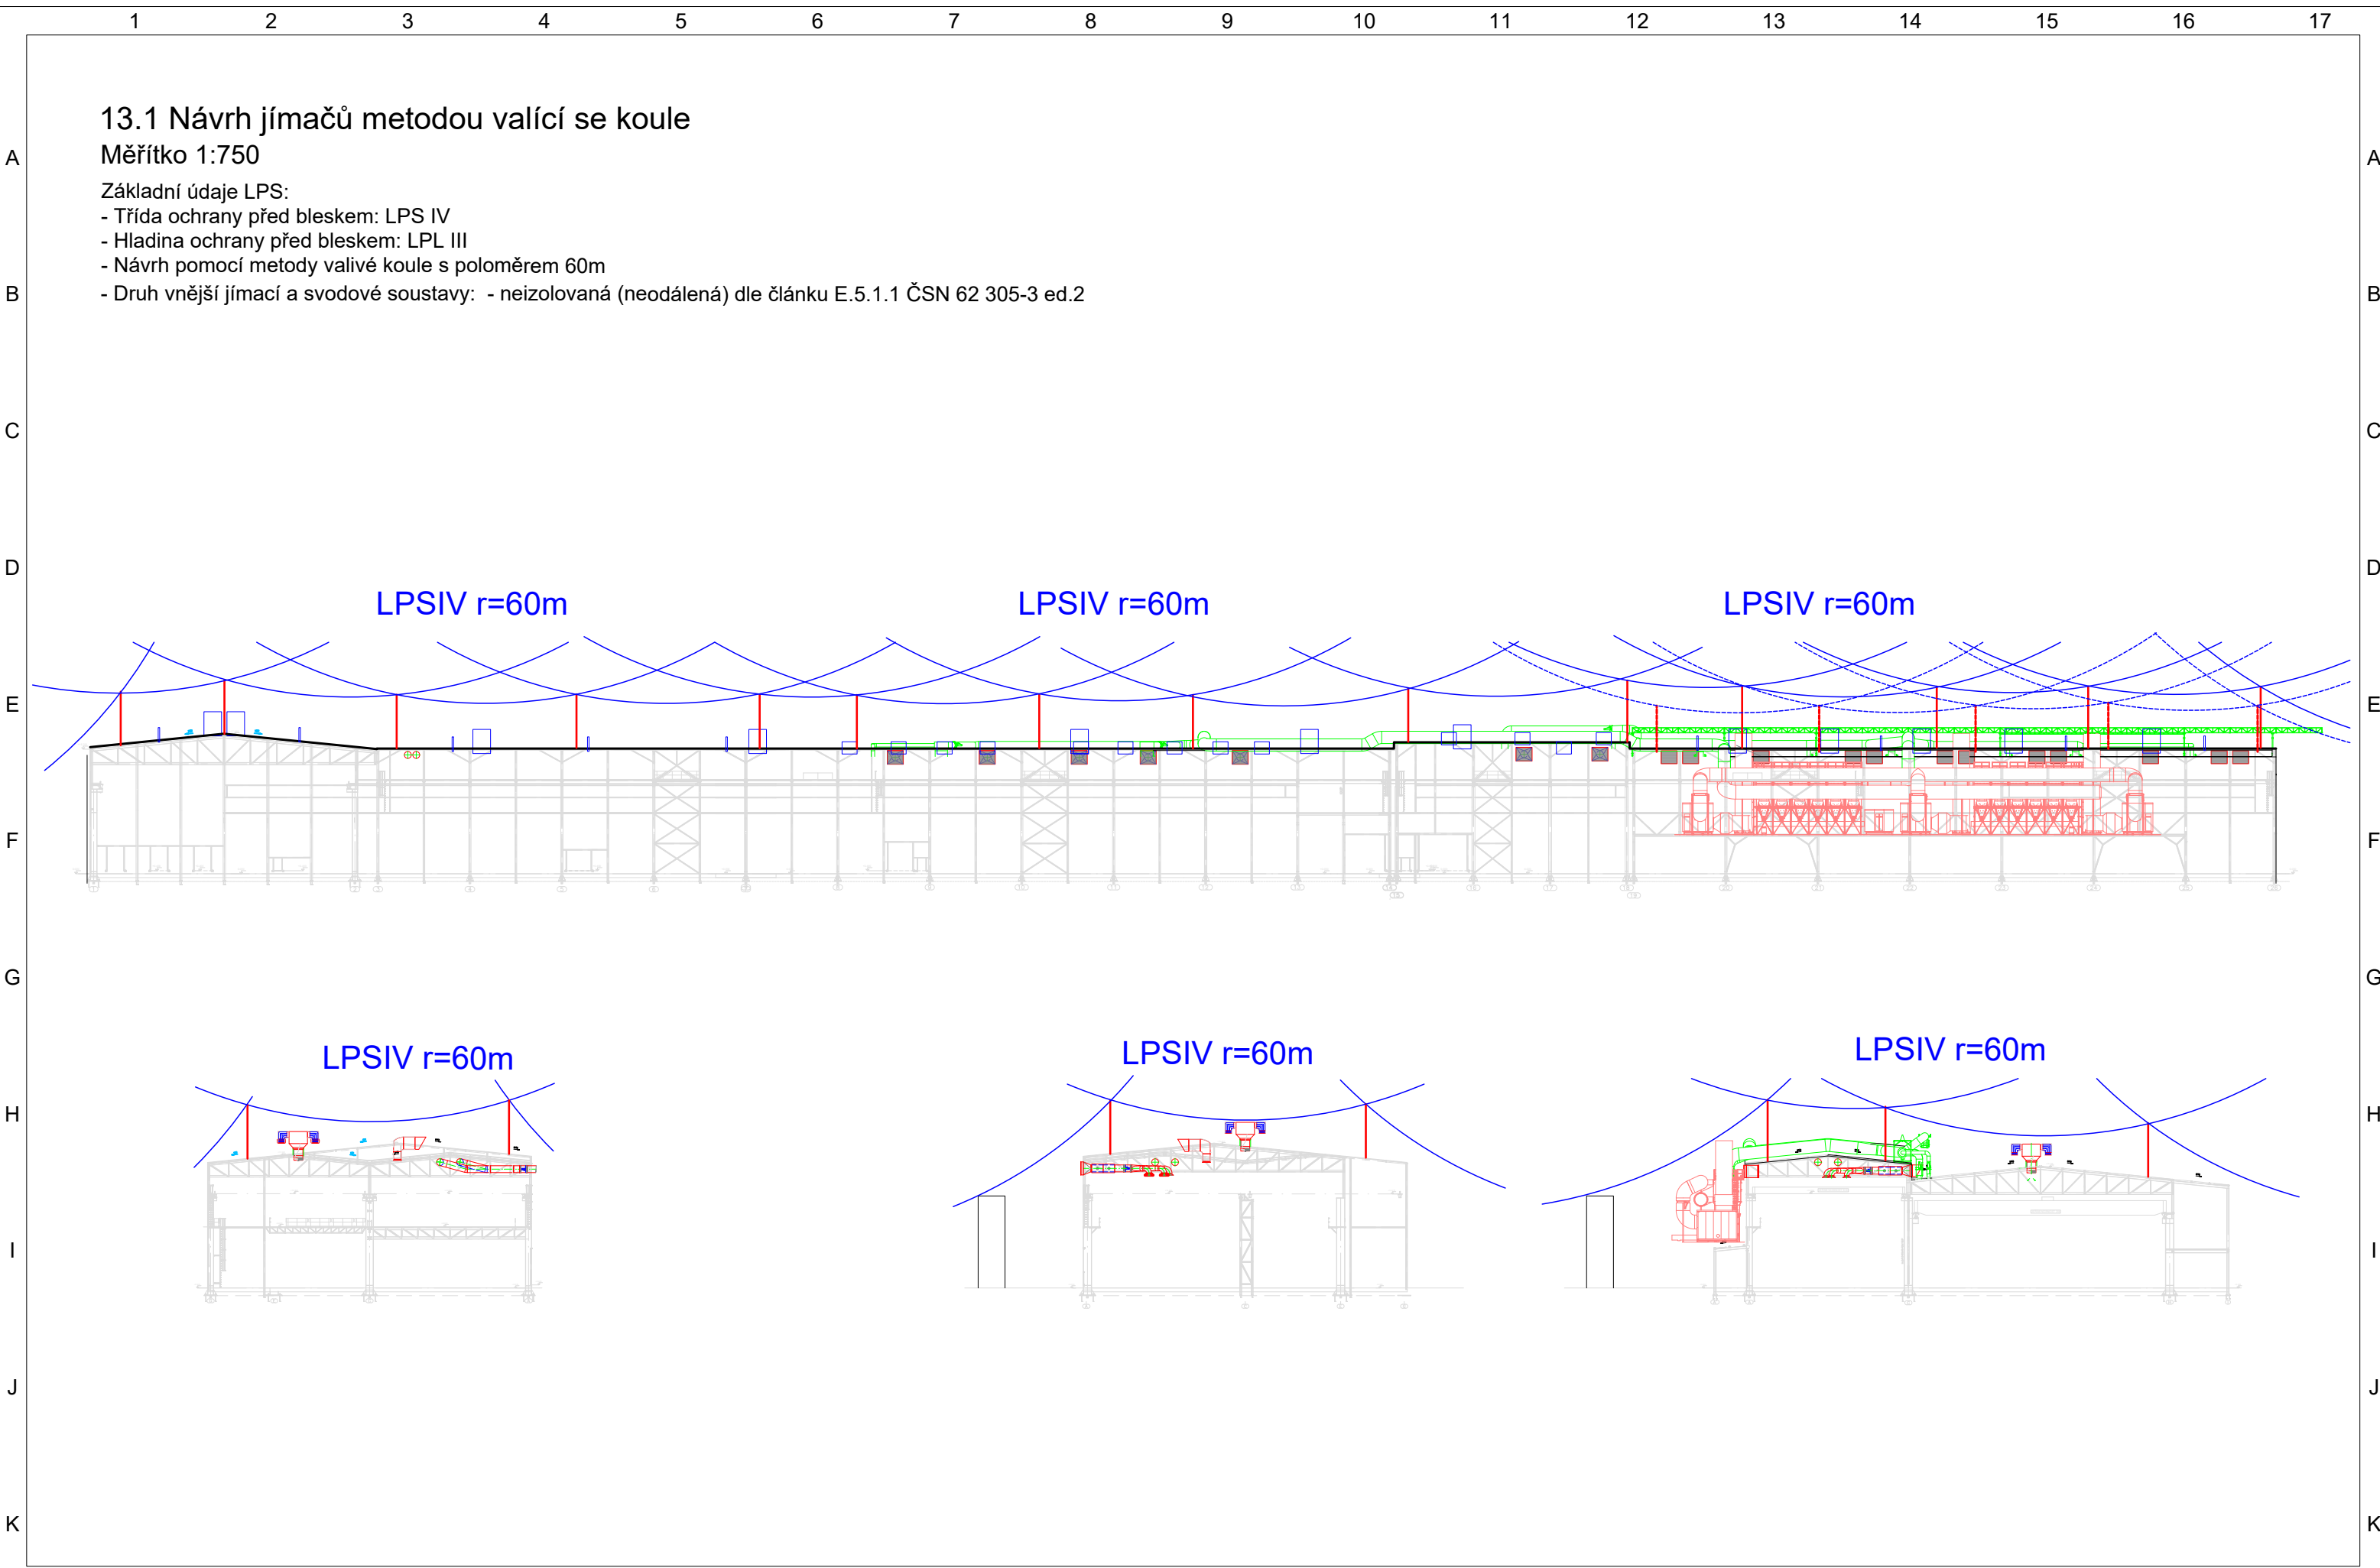 1 2 3 4 5 6 7 8 9 10 11 12 13 14 15 16 17
13.1 Návrh jímačů metodou valící se koule
A Měřítko 1:750 A
Základní údaje LPS:
- Třída ochrany před bleskem: LPS IV
- Hladina ochrany před bleskem: LPL III
- Návrh pomocí metody valivé koule s poloměrem 60m
B - Druh vnější jímací a svodové soustavy: - neizolovaná (neodálená) dle článku E.5.1.1 ČSN 62 305-3 ed.2 B
C C
D D
LPSIV r=60m LPSIV r=60m LPSIV r=60m
E E
F F
G G
LPSIV r=60m LPSIV r=60m LPSIV r=60m
H H
I I
J J
K K